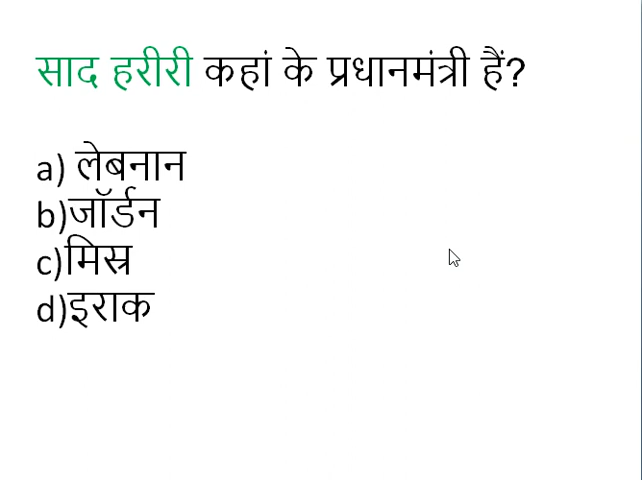 साद हरीरी कहां के प्रधानमंत्री हैं?
a) लेबनान
b)जॉर्डन
c)मिस्र
d)इराक